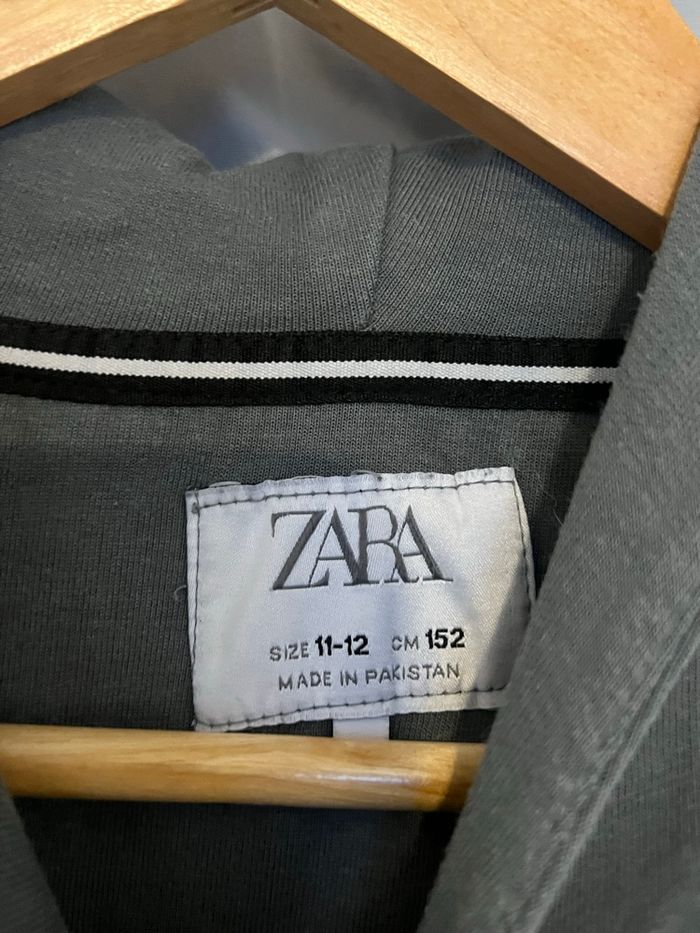 ZARA
SIZE 11-12 CM 152
MADE IN PAKISTAN